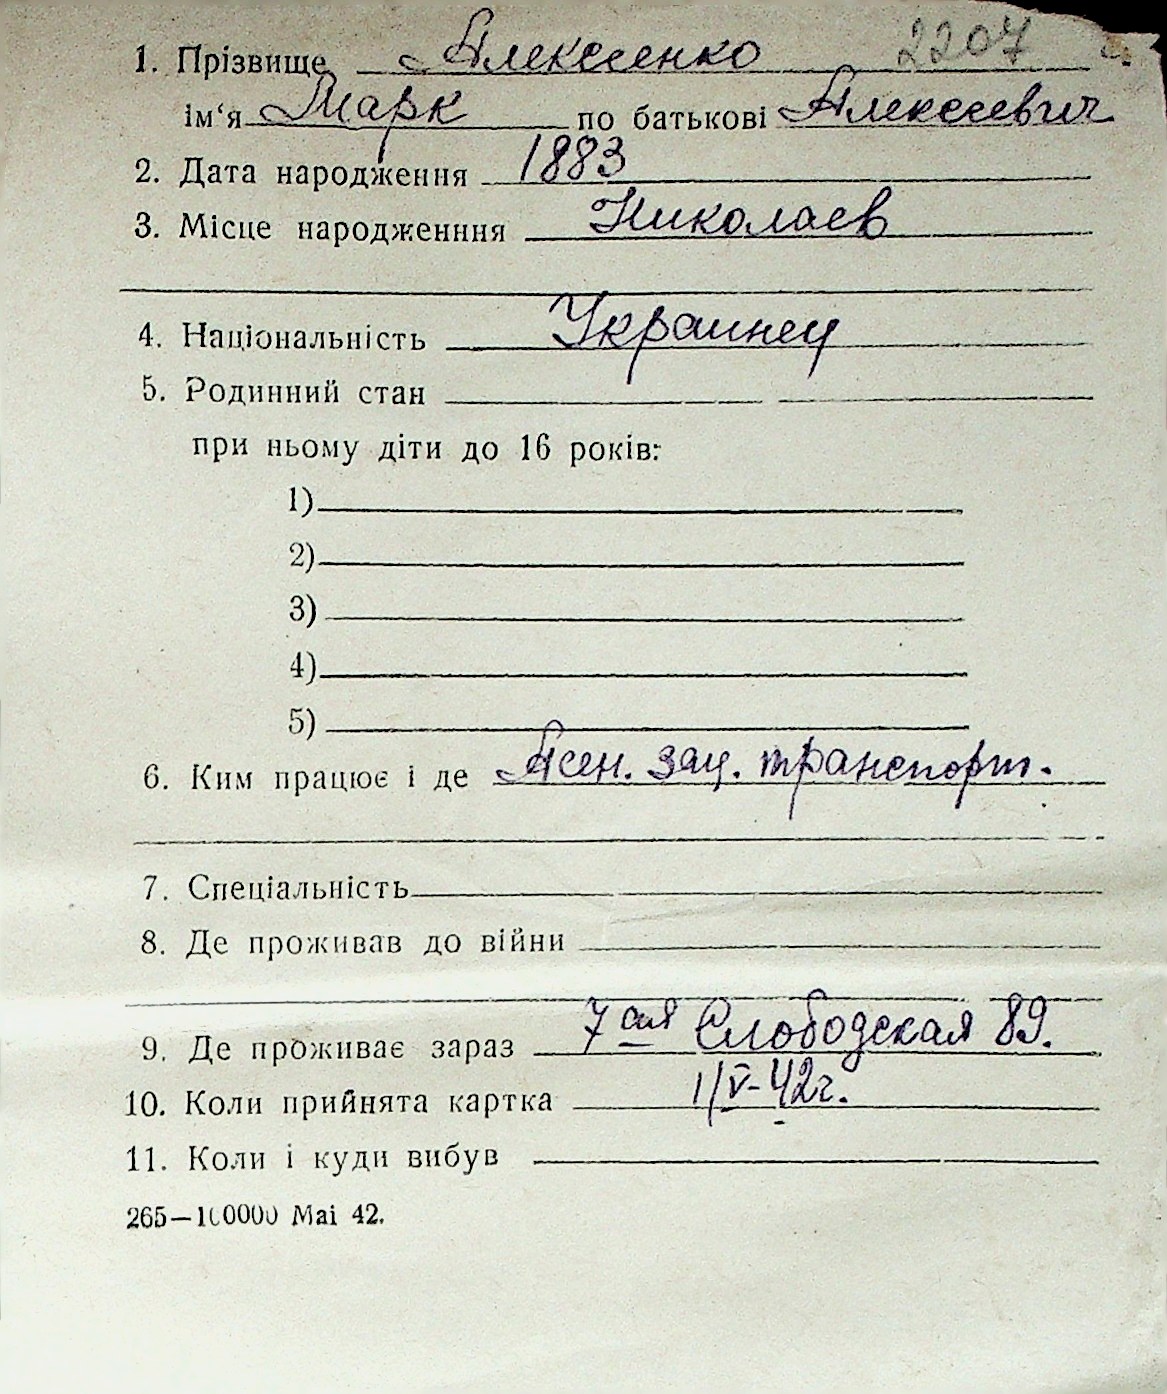 1. Прізвище Алексеенко 2207
ім‘я Марк по батькові Алексеевич
2. Дата народження 1883
3. Місце народженння Николаев
4. Національність Украинец
5. Родинний стан
при ньому діти до 16 років:
1)
2)
3)
4)
5)
6. Ким працює і де Асен. зац. транспорт.
7. Спеціальність
8. Де проживав до війни
9. Де проживає зараз 7 ая Слободская 89.
10. Коли прийнята картка 1/V-42г.
11. Коли і куди вибув
265—100000 Mai 42.